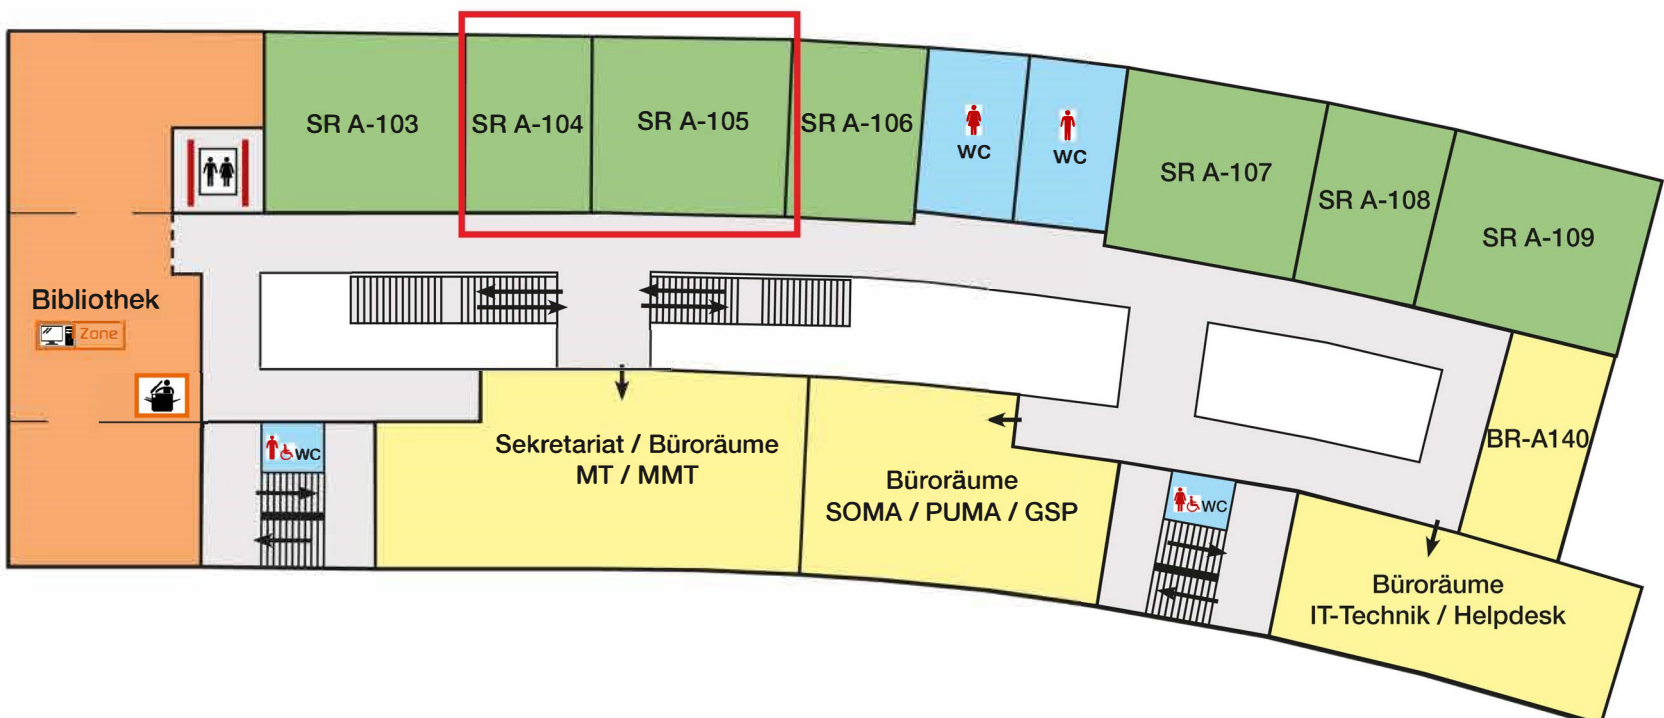 SR A-103
SR A-104
SR A-105
SR A-106
WC
WC
SR A-107
SR A-108
SR A-109
Bibliothek
Zone
WC
Sekretariat / Büroräume
MT / MMT
Büroräume
SOMA / PUMA / GSP
WC
BR-A140
Büroräume
IT-Technik / Helpdesk